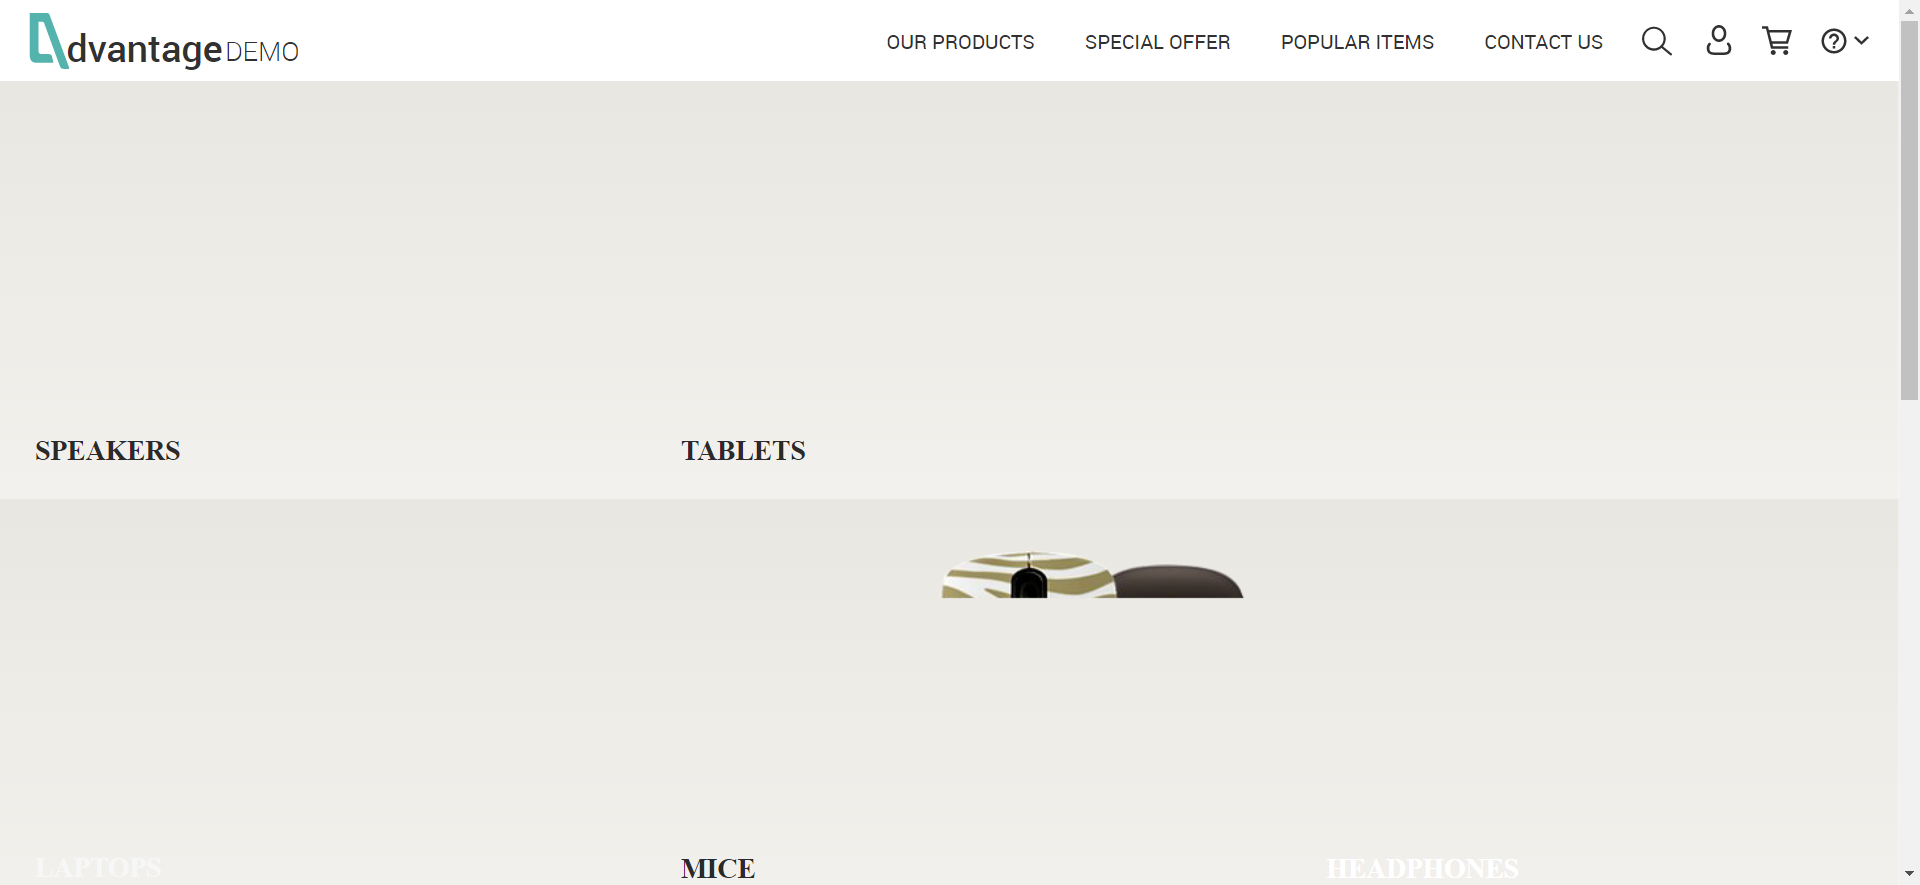 dvantage DEMO
OUR PRODUCTS SPECIAL OFFER POPULAR ITEMS CONTACT US
SPEAKERS TABLETS
LAPTOPS MICE HEADPHONES